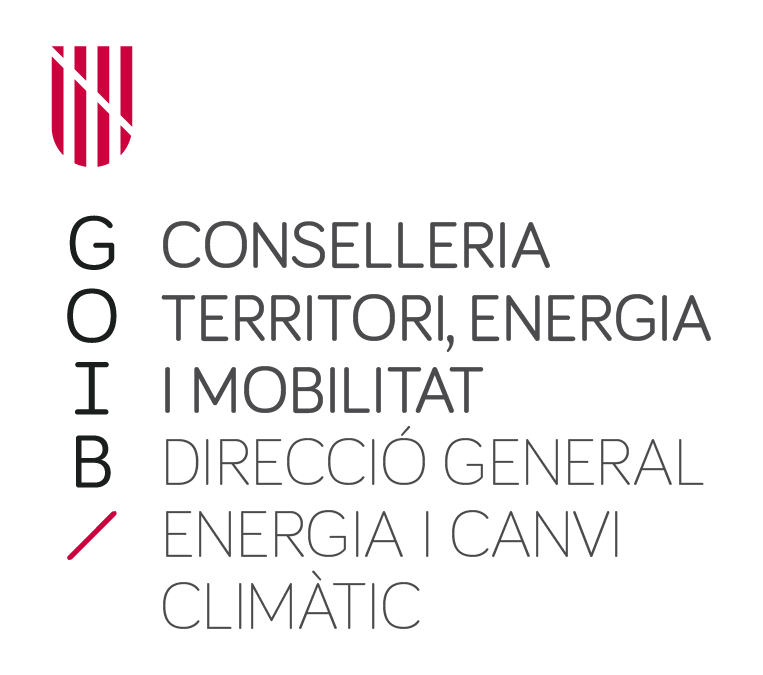 G CONSELLERIA
O TERRITORI, ENERGIA
I I MOBILITAT
B DIRECCIÓ GENERAL
/ ENERGIA I CANVI
CLIMÀTIC